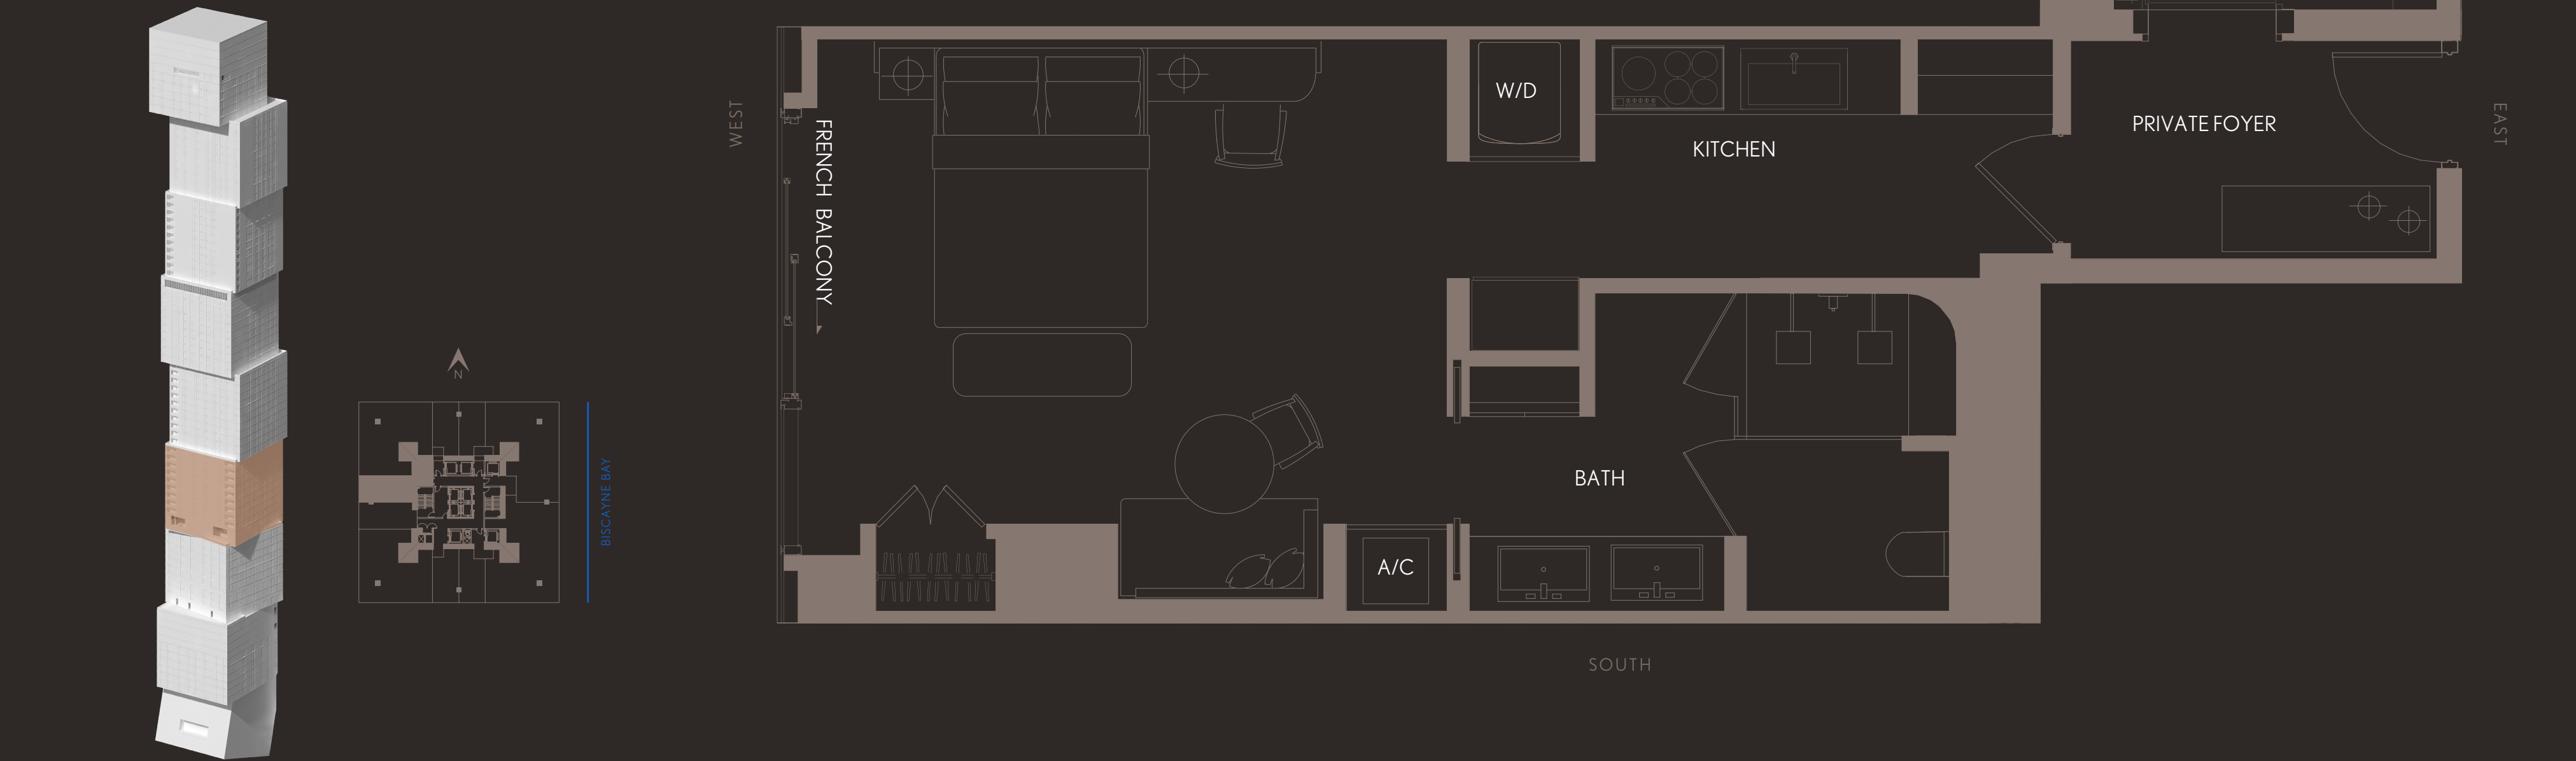 W/D
KITCHEN
PRIVATE FOYER
WEST
EAST
FRENCH BALCONY
N
BISCAYNE BAY
BATH
A/C
SOUTH